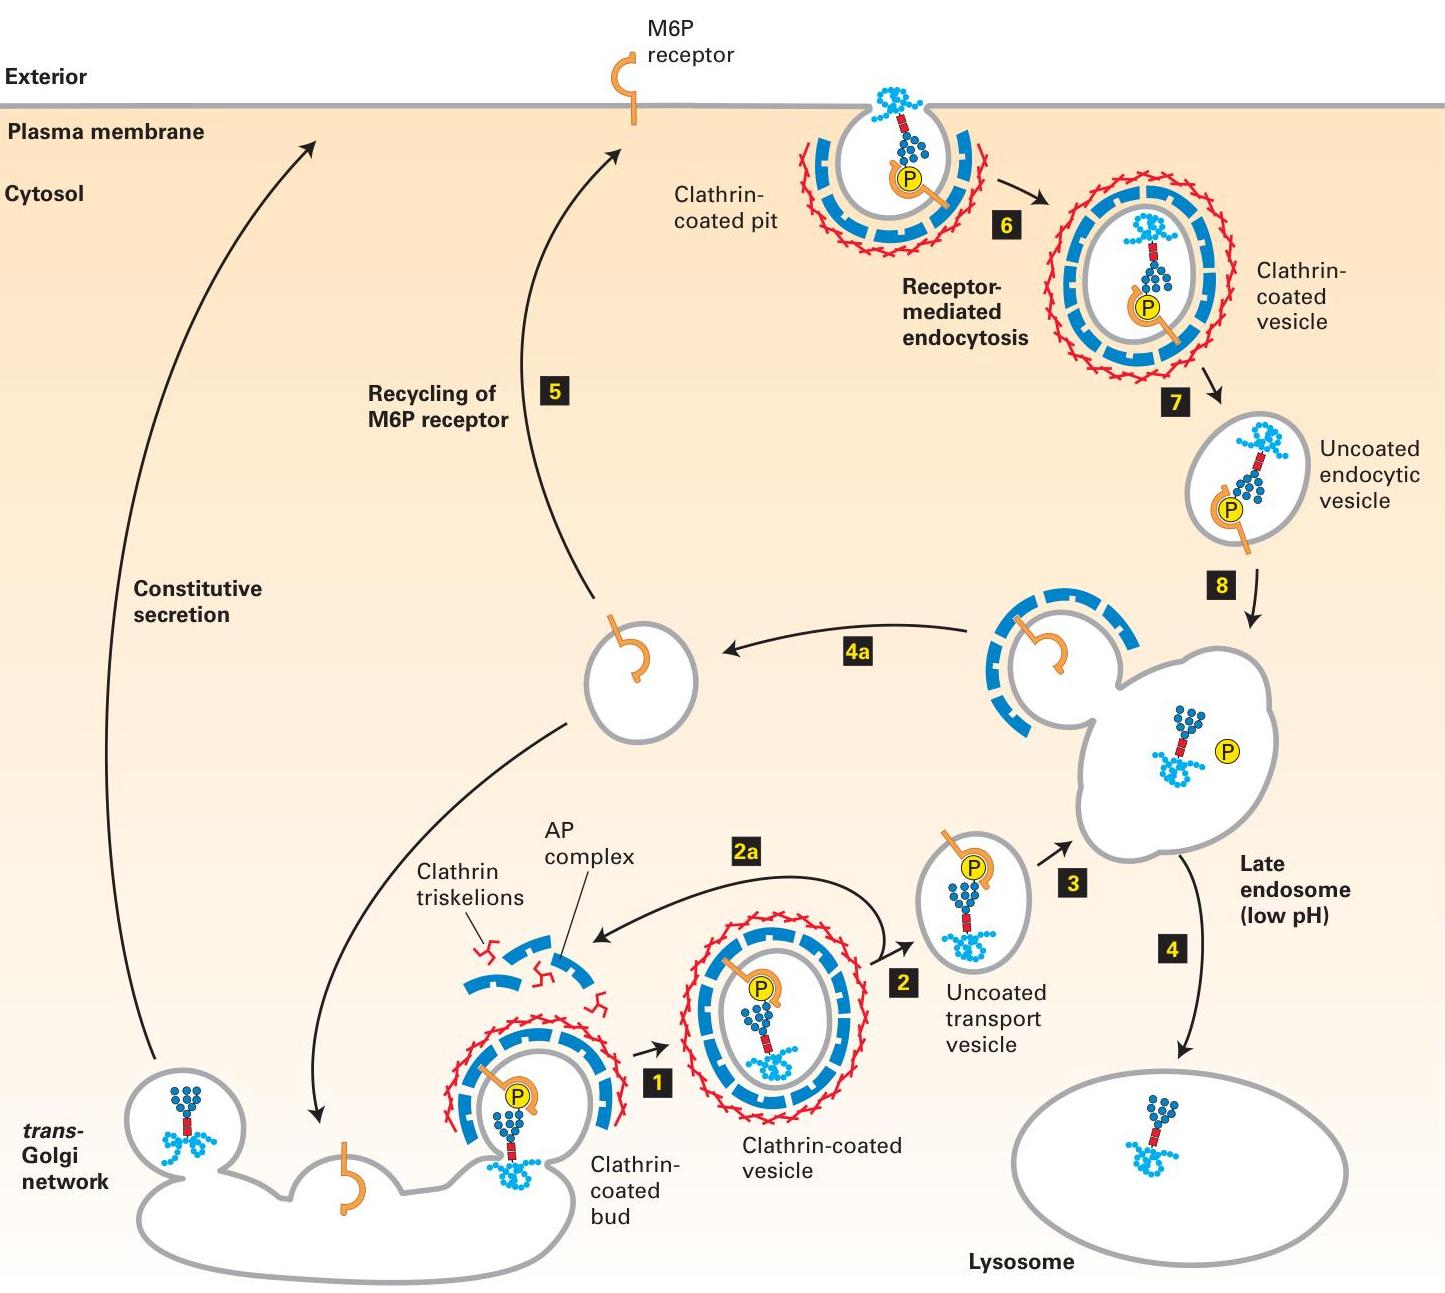 M6P
receptor
Exterior
Plasma membrane
Cytosol
Clathrin-
coated pit
P
6
P
Clathrin-
coated
vesicle
Receptor-
mediated
endocytosis
7
Recycling of
M6P receptor
5
Uncoated
endocytic
vesicle
P
8
Constitutive
secretion
4a
P
AP
complex
Clathrin
triskelions
2a
P
3
Late
endosome
(low pH)
4
P
2
Uncoated
transport
vesicle
1
P
trans-
Golgi
network
Clathrin-coated
vesicle
Clathrin-
coated
bud
Lysosome